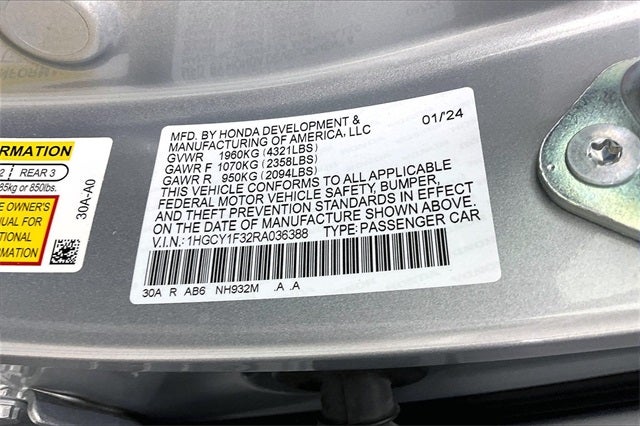 MFD. BY HONDA DEVELOPMENT & 01/24
MANUFACTURING OF AMERICA, LLC
GVWR 1960KG (4321LBS)
GAWR F 1070KG (2358LBS)
GAWR R 950KG (2094LBS)
THIS VEHICLE CONFORMS TO ALL APPLICABLE
FEDERAL MOTOR VEHICLE SAFETY, BUMPER,
AND THEFT PREVENTION STANDARDS IN EFFECT
ON THE DATE OF MANUFACTURE SHOWN ABOVE.
V.I.N.: 1HGCY1F32RA036388 TYPE: PASSENGER CAR
30A R AB6 NH932M .A .A
ORMATION
2 REAR 3
85kg or 850lbs.
E OWNER'S
NUAL FOR
TIONAL
RMATION
30A-A0